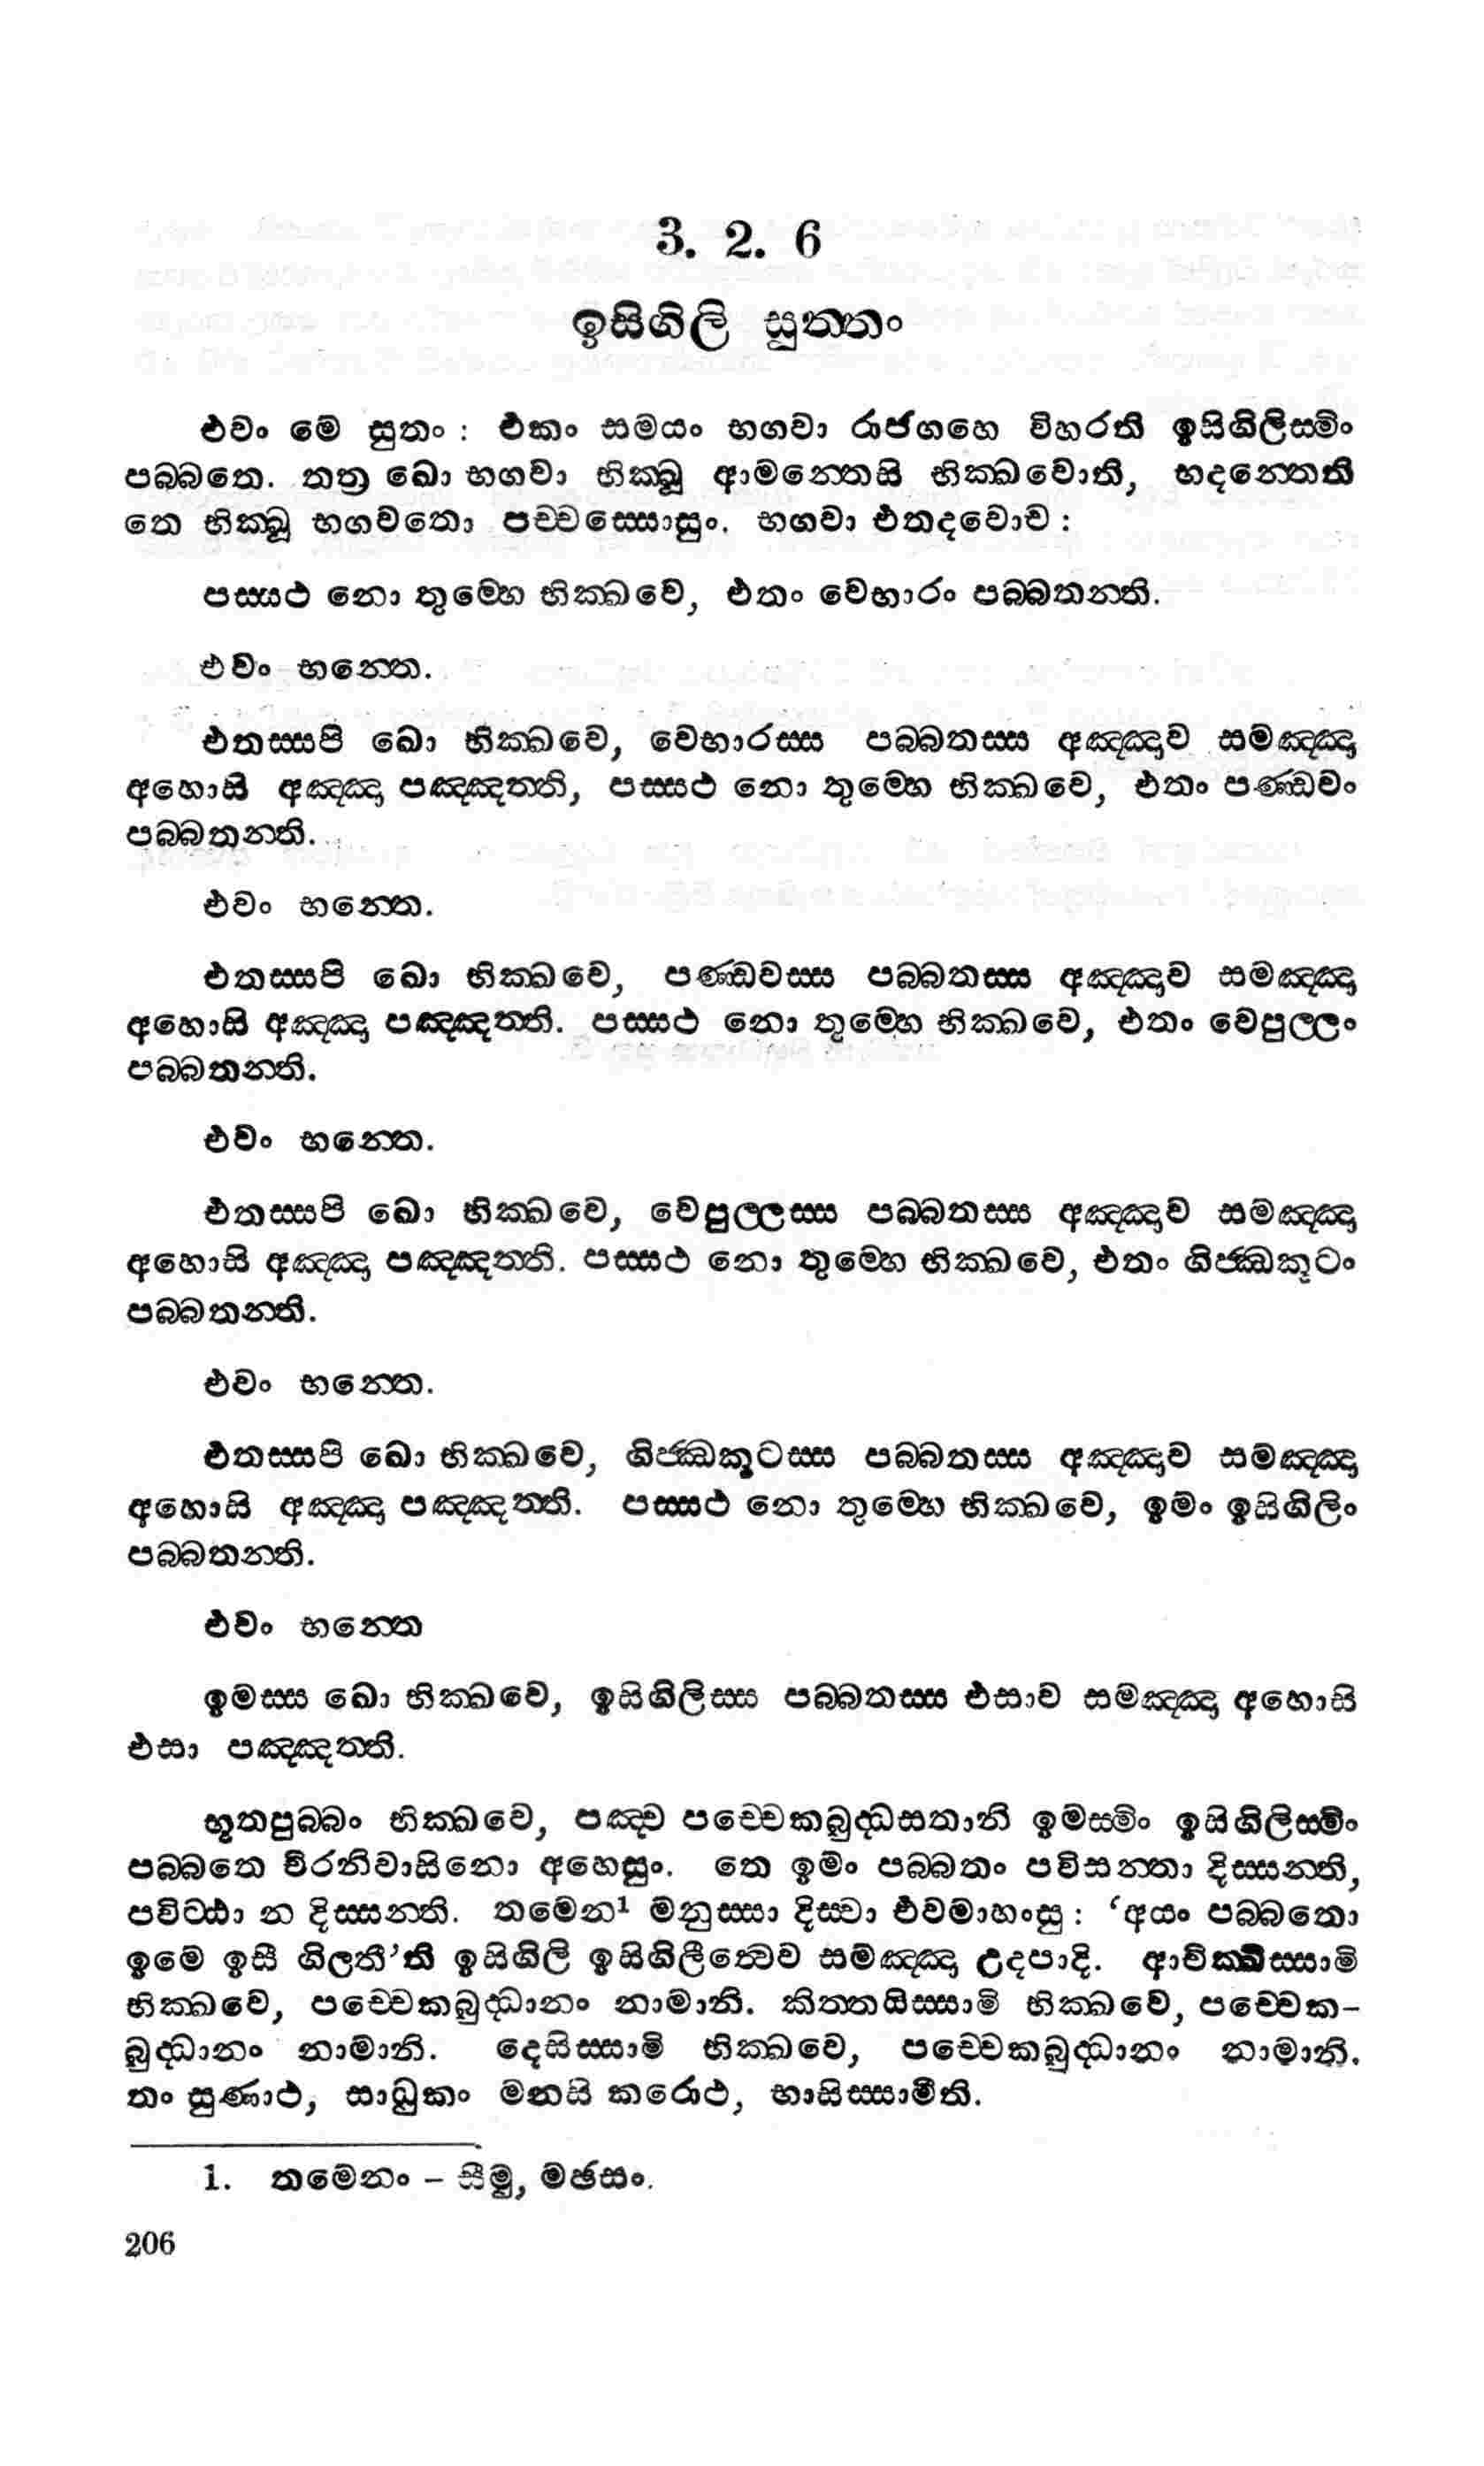 3. 2. 6
ඉසිගිලි සුත්තං
එවං මෙ සුතං : එකං සමයං භගවා රාජගහෙ විහරති ඉසිගිලිස්මිං
පබ්බතෙ. තත්‍ර ඛො භගවා භික්ඛූ ආමන්තෙසි භික්ඛවොති, භදන්තෙති
තෙ භික්ඛූ භගවතො පච්චස්සොසුං. භගවා එතදවොච :
පස්සථ නො තුම්හෙ භික්ඛවෙ, එතං වෙභාරං පබ්බතන්ති.
එවං භන්තෙ.
එතස්සපි ඛො භික්ඛවෙ, වෙභාරස්ස පබ්බතස්ස අඤ්ඤාව සමඤ්ඤා
අහොසි අඤ්ඤා පඤ්ඤත්ති, පස්සථ නො තුම්හෙ භික්ඛවෙ, එතං පණ්ඩවං
පබ්බතන්ති.
එවං භන්තෙ.
එතස්සපි ඛො භික්ඛවෙ, පණ්ඩවස්ස පබ්බතස්ස අඤ්ඤාව සමඤ්ඤා
අහොසි අඤ්ඤා පඤ්ඤත්ති. පස්සථ නො තුම්හෙ භික්ඛවෙ, එතං වෙපුල්ලං
පබ්බතන්ති.
එවං භන්තෙ.
එතස්සපි ඛො භික්ඛවෙ, වෙපුල්ලස්ස පබ්බතස්ස අඤ්ඤාව සමඤ්ඤා
අහොසි අඤ්ඤා පඤ්ඤත්ති. පස්සථ නො තුම්හෙ භික්ඛවෙ, එතං ගිජ්ඣකූටං
පබ්බතන්ති.
එවං භන්තෙ.
එතස්සපි ඛො භික්ඛවෙ, ගිජ්ඣකූටස්ස පබ්බතස්ස අඤ්ඤාව සමඤ්ඤා
අහොසි අඤ්ඤා පඤ්ඤත්ති. පස්සථ නො තුම්හෙ භික්ඛවෙ, ඉමං ඉසිගිලිං
පබ්බතන්ති.
එවං භන්තෙ
ඉමස්ස ඛො භික්ඛවෙ, ඉසිගිලිස්ස පබ්බතස්ස එසාව සමඤ්ඤා අහොසි
එසා පඤ්ඤත්ති.
භූතපුබ්බං භික්ඛවෙ, පඤ්ච පච්චෙකබුද්ධසතානි ඉමස්මිං ඉසිගිලිස්මිං
පබ්බතෙ චිරනිවාසිනො අහෙසුං. තෙ ඉමං පබ්බතං පවිසන්තා දිස්සන්ති,
පවිට්ඨා න දිස්සන්ති. තමෙන¹ මනුස්සා දිස්වා එවමාහංසු : ‘අයං පබ්බතො
ඉමෙ ඉසී ගිලතී’ති ඉසිගිලි ඉසිගිලීත්වෙව සමඤ්ඤා උදපාදි. ආචික්ඛිස්සාමි
භික්ඛවෙ, පච්චෙකබුද්ධානං නාමානි. කිත්තයිස්සාමි භික්ඛවෙ, පච්චෙක-
බුද්ධානං නාමානි. දෙසිස්සාමි භික්ඛවෙ, පච්චෙකබුද්ධානං නාමානි.
තං සුණාථ, සාධුකං මනසි කරොථ, භාසිස්සාමීති.
1. තමෙනං – සීමු, මඡසං.
206